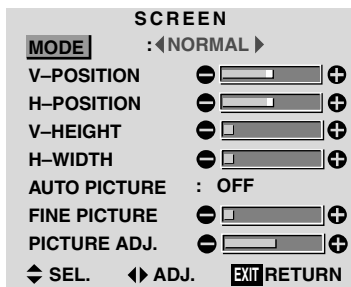 SCREEN
MODE : NORMAL
V–POSITION
H–POSITION
V–HEIGHT
H–WIDTH
AUTO PICTURE : OFF
FINE PICTURE
PICTURE ADJ.
SEL. ADJ. EXIT RETURN